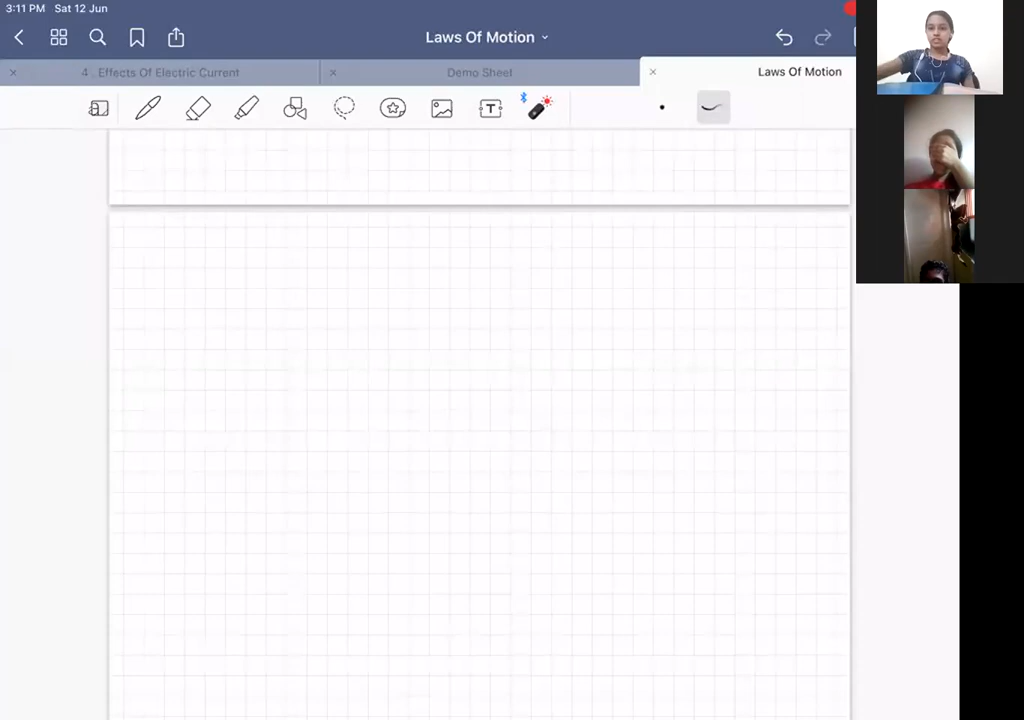 3:11 PM Sat 12 Jun
Laws Of Motion
4 . Effects Of Electric Current
Demo Sheet
Laws Of Motion
T